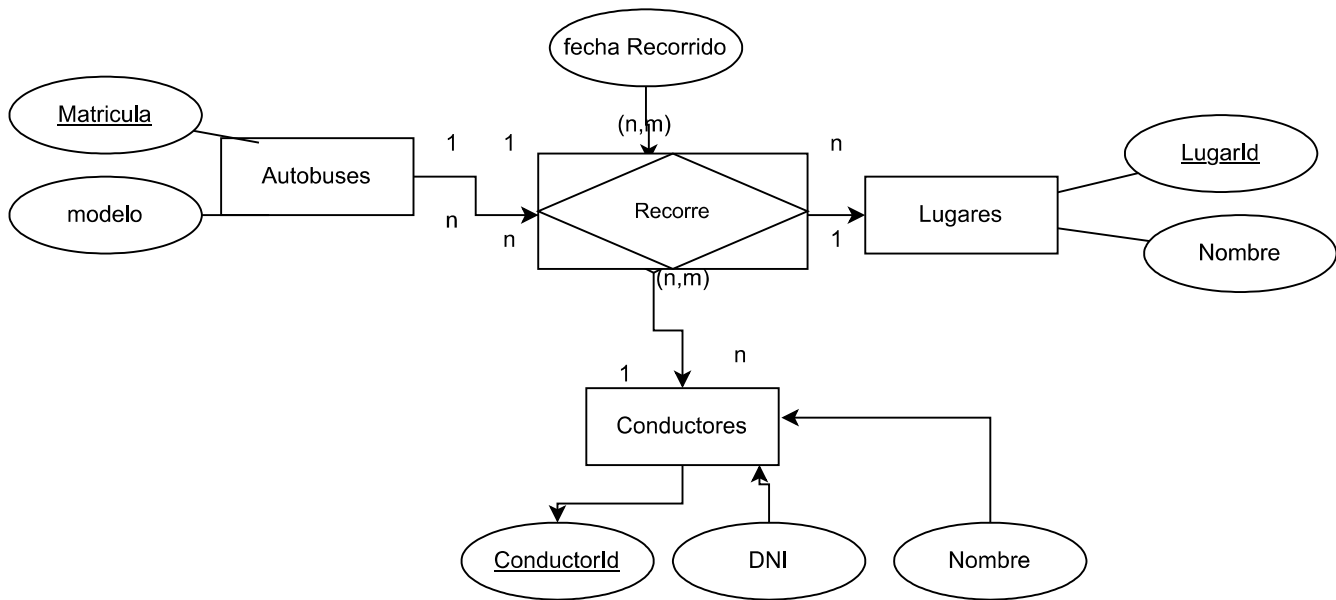 fecha Recorrido
Matricula
(n,m)
1
1
n
LugarId
Autobuses
modelo
Recorre
Lugares
n
n
1
Nombre
(n,m)
n
1
Conductores
ConductorId
DNI
Nombre